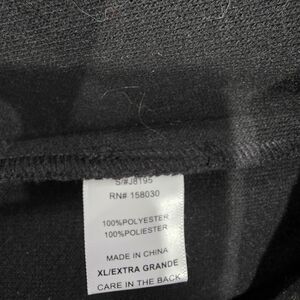 S/#J8195
RN# 158030
100%POLYESTER
100%POLIESTER
MADE IN CHINA
XL/EXTRA GRANDE
CARE IN THE BACK